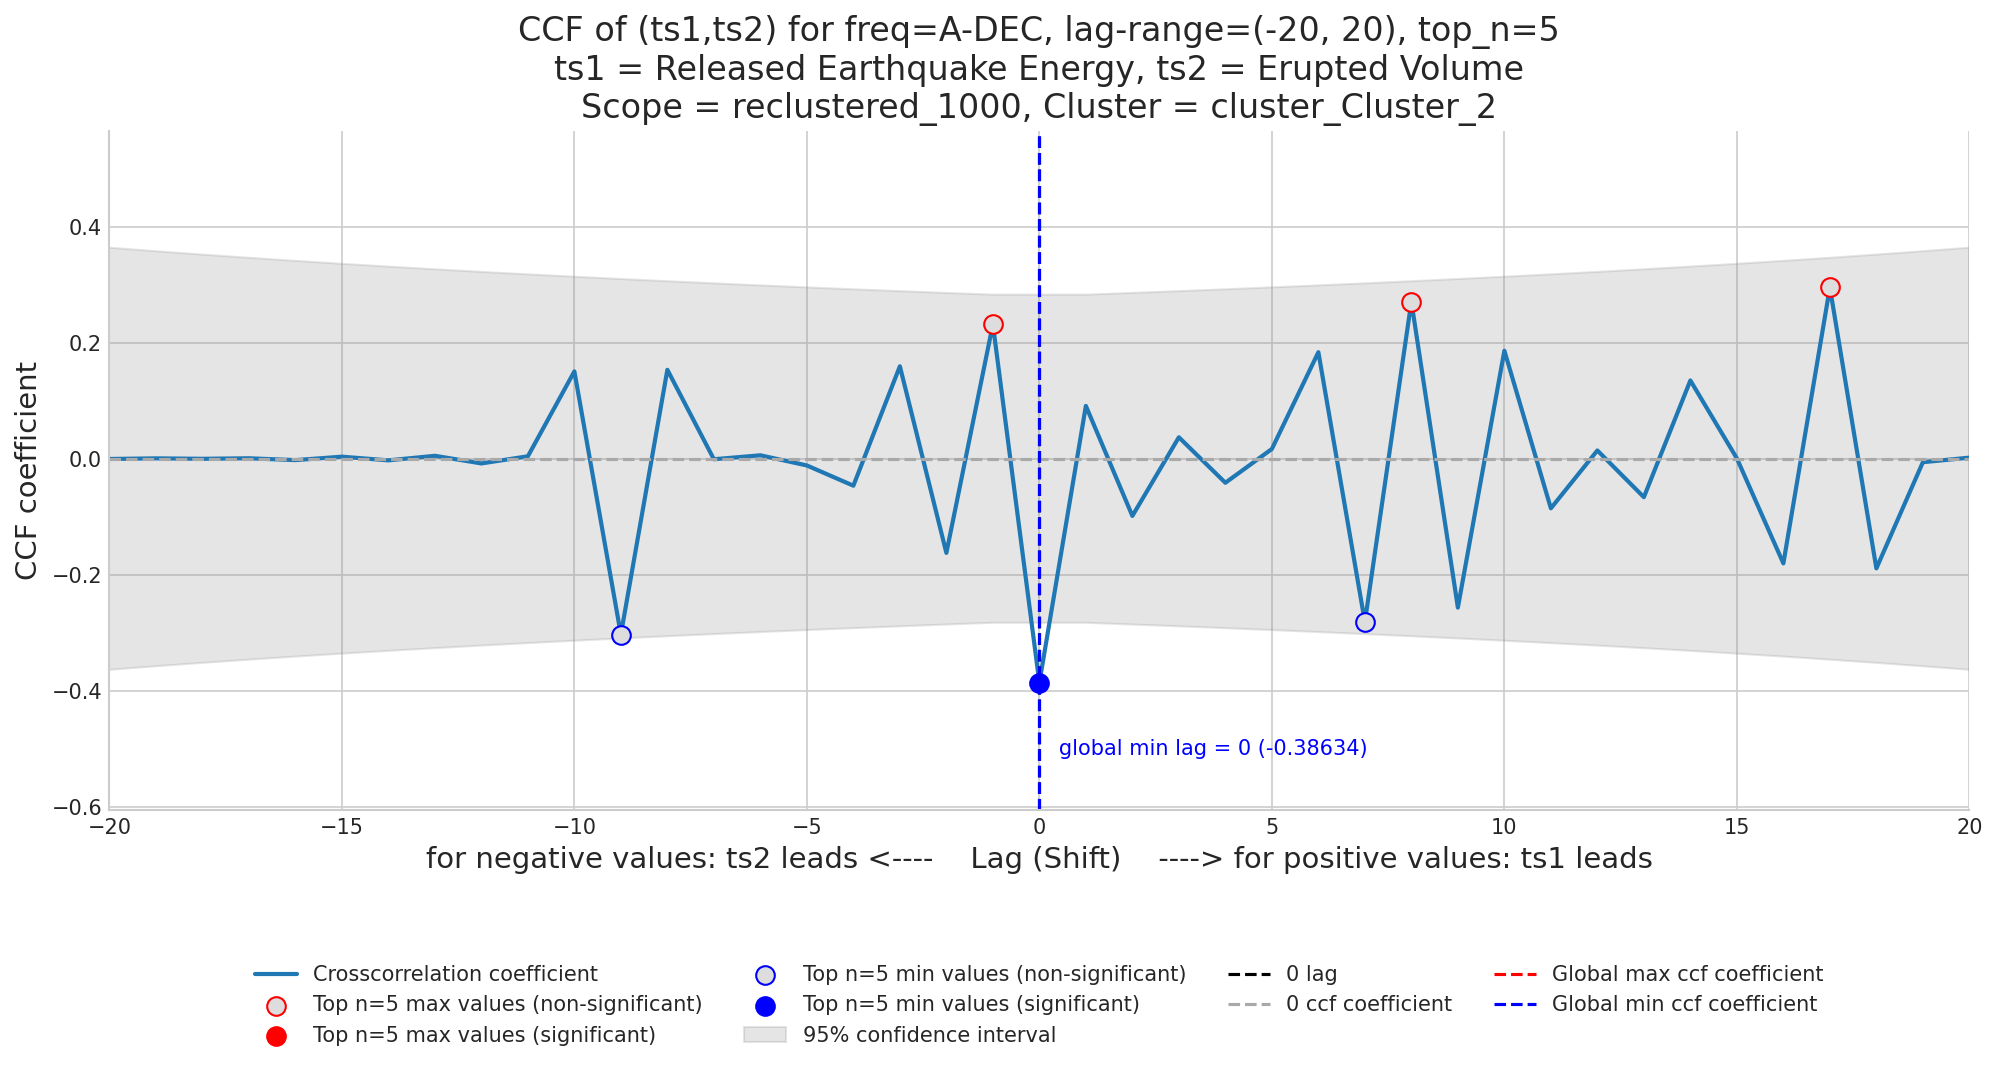 CCF of (ts1,ts2) for freq=A-DEC, lag-range=(-20, 20), top_n=5
ts1 = Released Earthquake Energy, ts2 = Erupted Volume
Scope = reclustered_1000, Cluster = cluster_Cluster_2
CCF coefficient
0.4
0.2
0.0
−0.2
−0.4
−0.6
global min lag = 0 (-0.38634)
−20 −15 −10 −5 0 5 10 15 20
for negative values: ts2 leads <---- Lag (Shift) ----> for positive values: ts1 leads
Crosscorrelation coefficient
Top n=5 max values (non-significant)
Top n=5 max values (significant)
Top n=5 min values (non-significant)
Top n=5 min values (significant)
95% confidence interval
0 lag
0 ccf coefficient
Global max ccf coefficient
Global min ccf coefficient